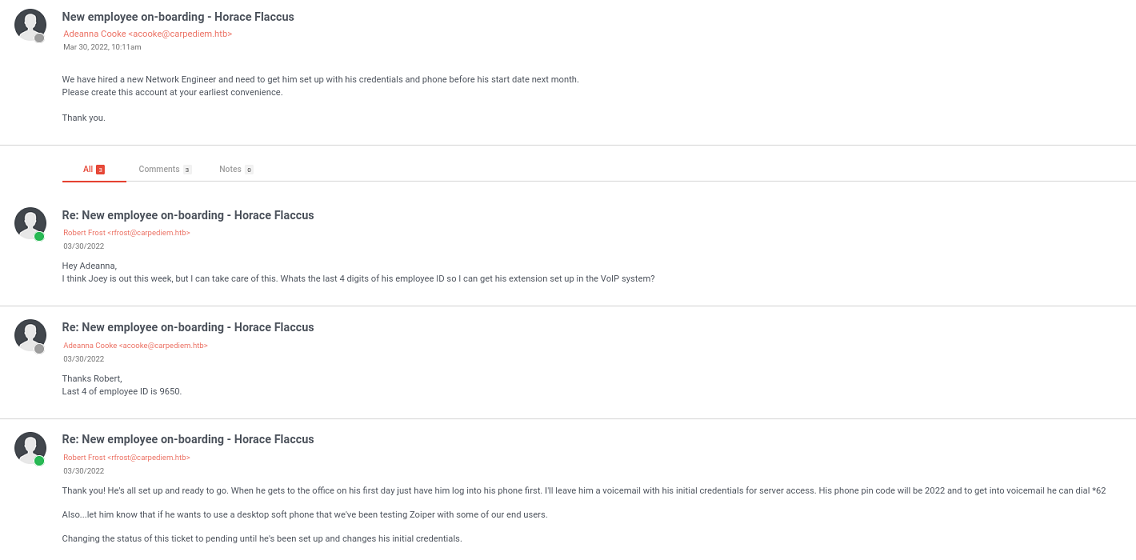 New employee on-boarding - Horace Flaccus
Adeanna Cooke <acooke@carpediem.htb>
Mar 30, 2022, 10:11am
We have hired a new Network Engineer and need to get him set up with his credentials and phone before his start date next month.
Please create this account at your earliest convenience.
Thank you.
All 3 Comments 3 Notes 0
Re: New employee on-boarding - Horace Flaccus
Robert Frost <rfrost@carpediem.htb>
03/30/2022
Hey Adeanna,
I think Joey is out this week, but I can take care of this. Whats the last 4 digits of his employee ID so I can get his extension set up in the VoIP system?
Re: New employee on-boarding - Horace Flaccus
Adeanna Cooke <acooke@carpediem.htb>
03/30/2022
Thanks Robert,
Last 4 of employee ID is 9650.
Re: New employee on-boarding - Horace Flaccus
Robert Frost <rfrost@carpediem.htb>
03/30/2022
Thank you! He's all set up and ready to go. When he gets to the office on his first day just have him log into his phone first. I'll leave him a voicemail with his initial credentials for server access. His phone pin code will be 2022 and to get into voicemail he can dial *62
Also...let him know that if he wants to use a desktop soft phone that we've been testing Zoiper with some of our end users.
Changing the status of this ticket to pending until he's been set up and changes his initial credentials.